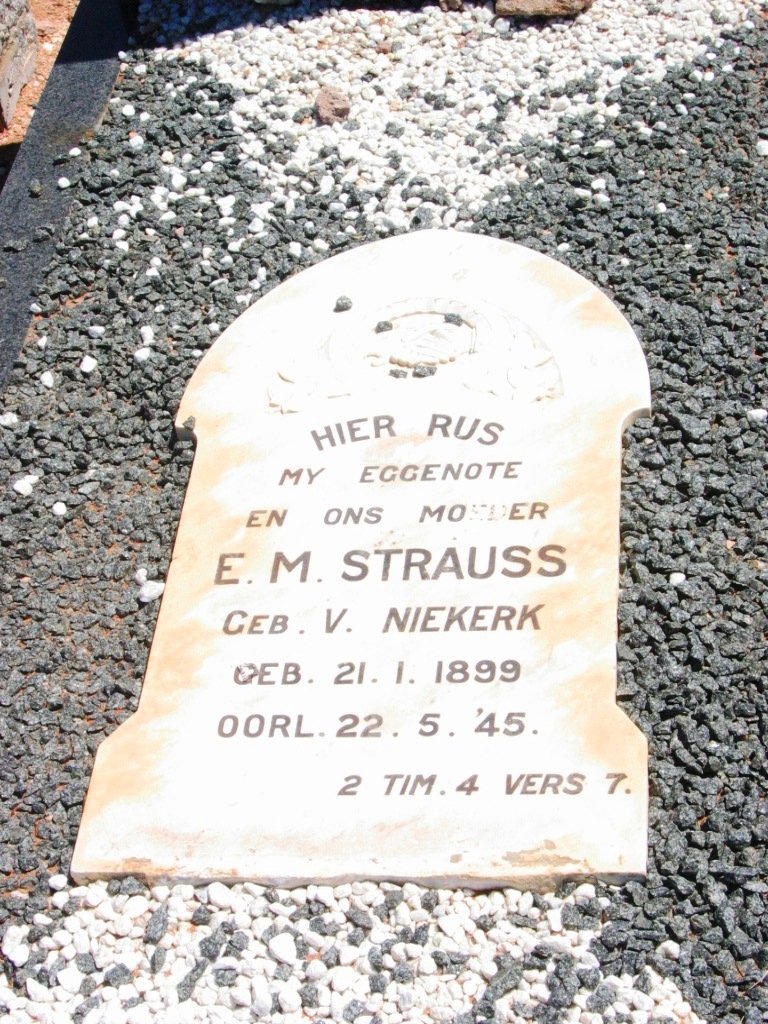 HIER RUS
MY EGGENOTE
EN ONS MOEDER
E. M. STRAUSS
GEB. V. NIEKERK
GEB. 21. 1. 1899
OORL. 22. 5. '45.
2 TIM. 4 VERS 7.